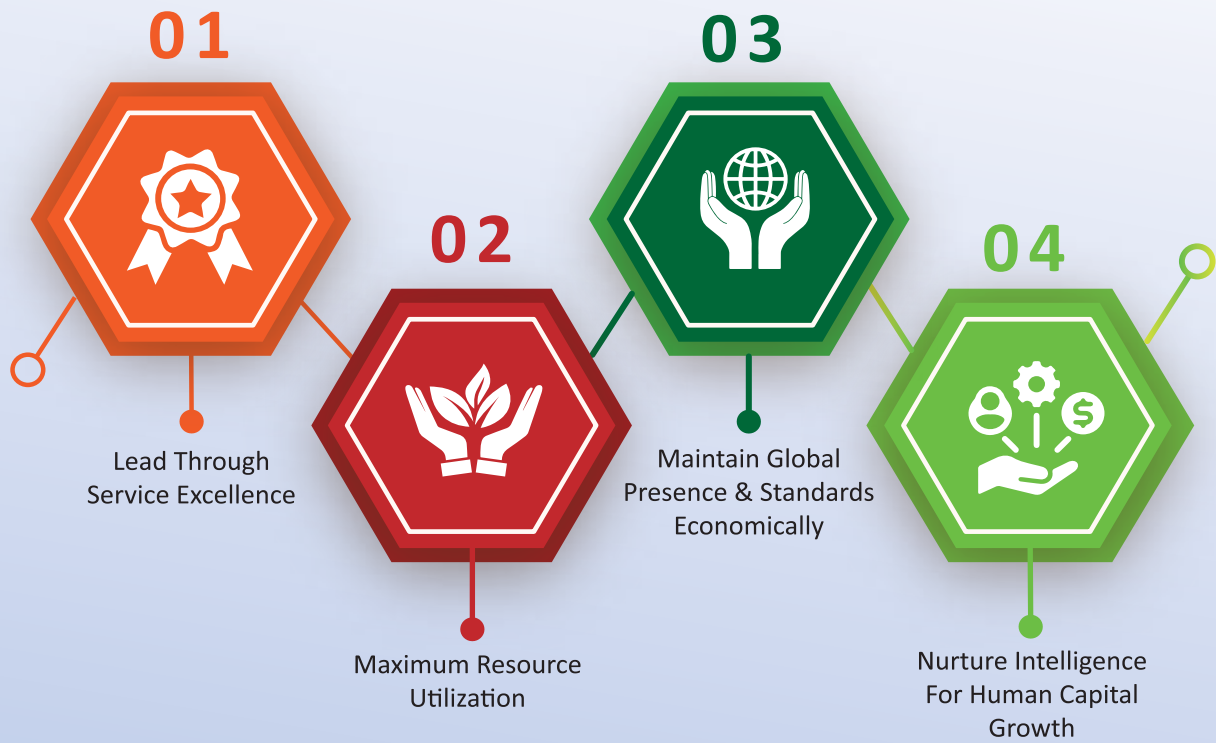 01
Lead Through
Service Excellence
02
Maximum Resource
Utilization
03
Maintain Global
Presence & Standards
Economically
04
$
Nurture Intelligence
For Human Capital
Growth